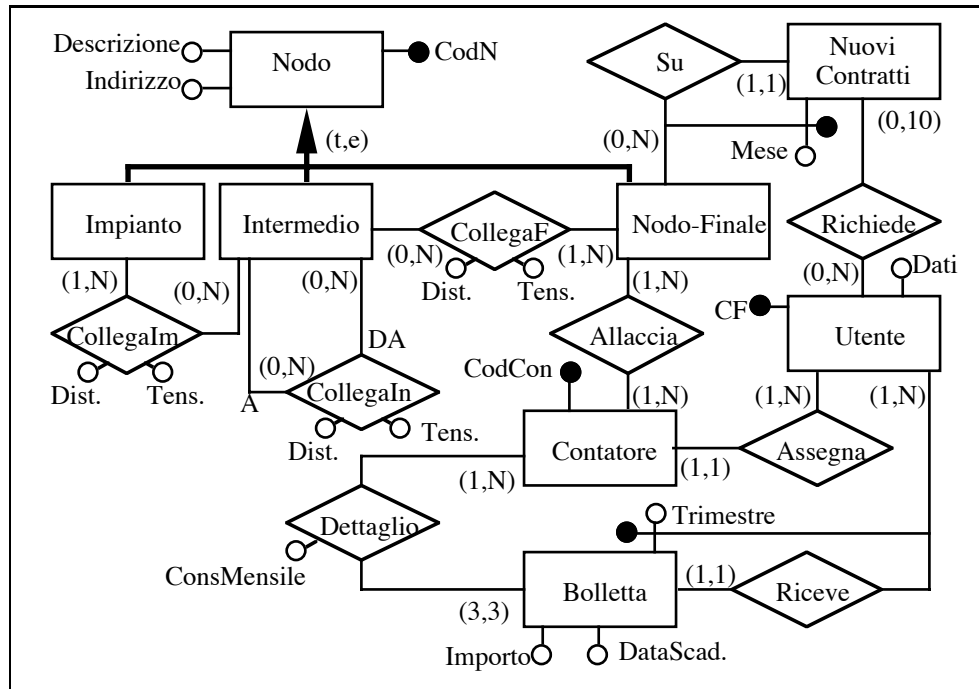 Descrizione
Indirizzo
Nodo
CodN
(t,e)
Su
(1,1)
Nuovi
Contratti
(0,N)
Mese
(0,10)
Impianto
Intermedio
CollegaF
Nodo-Finale
Richiede
(1,N)
(0,N)
(0,N)
(0,N)
Dist.
Tens.
(1,N)
(1,N)
(0,N)
Dati
CollegaIm
Dist.
Tens.
DA
(0,N)
A
CollegaIn
Dist.
Tens.
Allaccia
CF
Utente
CodCon
(1,N)
(1,N)
(1,N)
Contatore
(1,1)
Assegna
(1,N)
Dettaglio
ConsMensile
Trimestre
(3,3)
Bolletta
(1,1)
Riceve
Importo
DataScad.